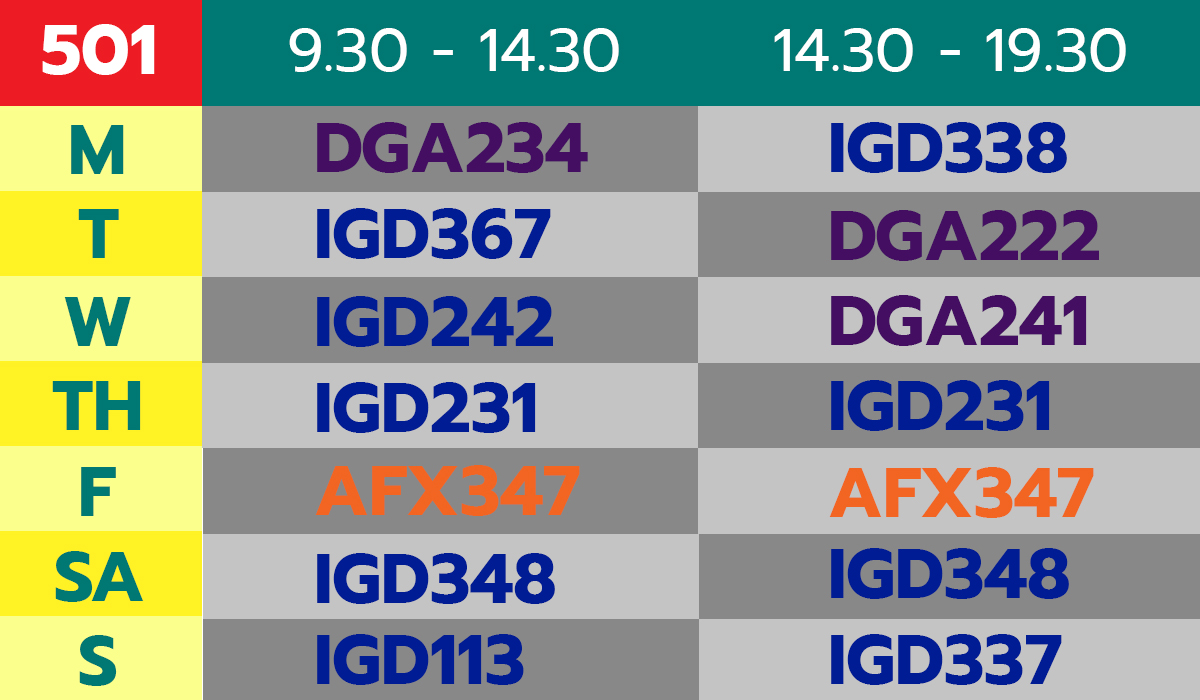 501 9.30 - 14.30 14.30 - 19.30
M DGA234 IGD338
T IGD367 DGA222
W IGD242 DGA241
TH IGD231 IGD231
F AFX347 AFX347
SA IGD348 IGD348
S IGD113 IGD337